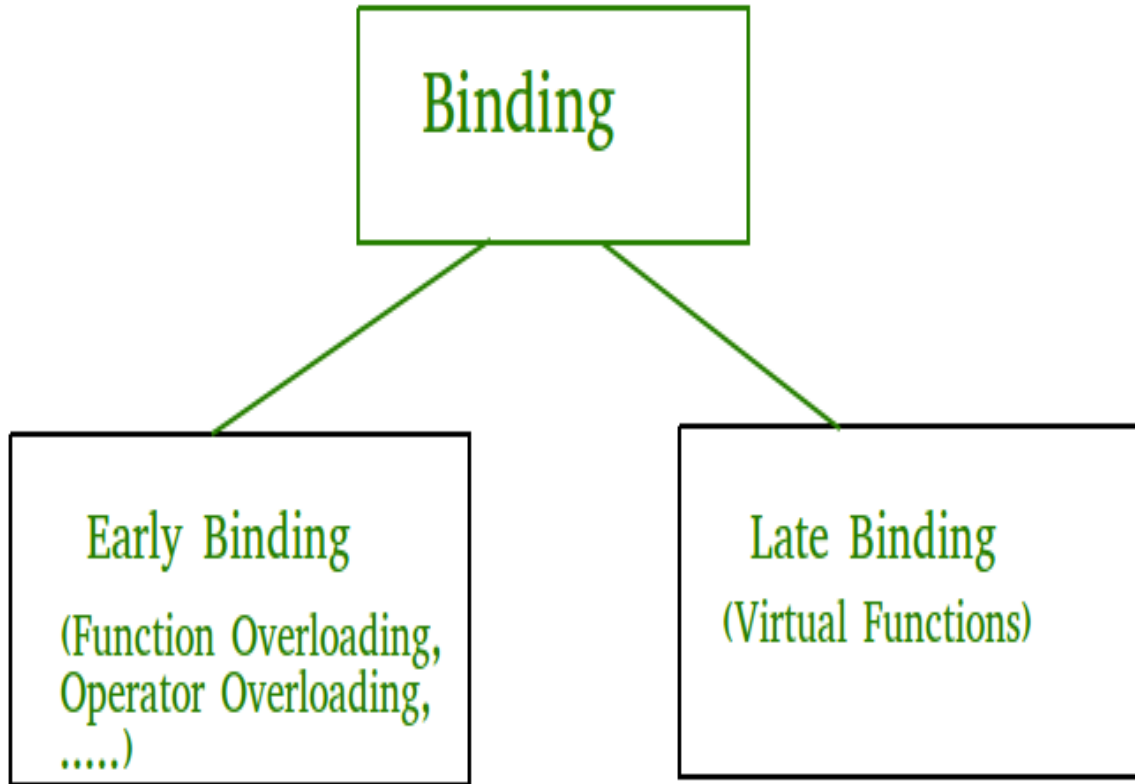 Binding
Early Binding
(Function Overloading,
Operator Overloading,
.....)
Late Binding
(Virtual Functions)